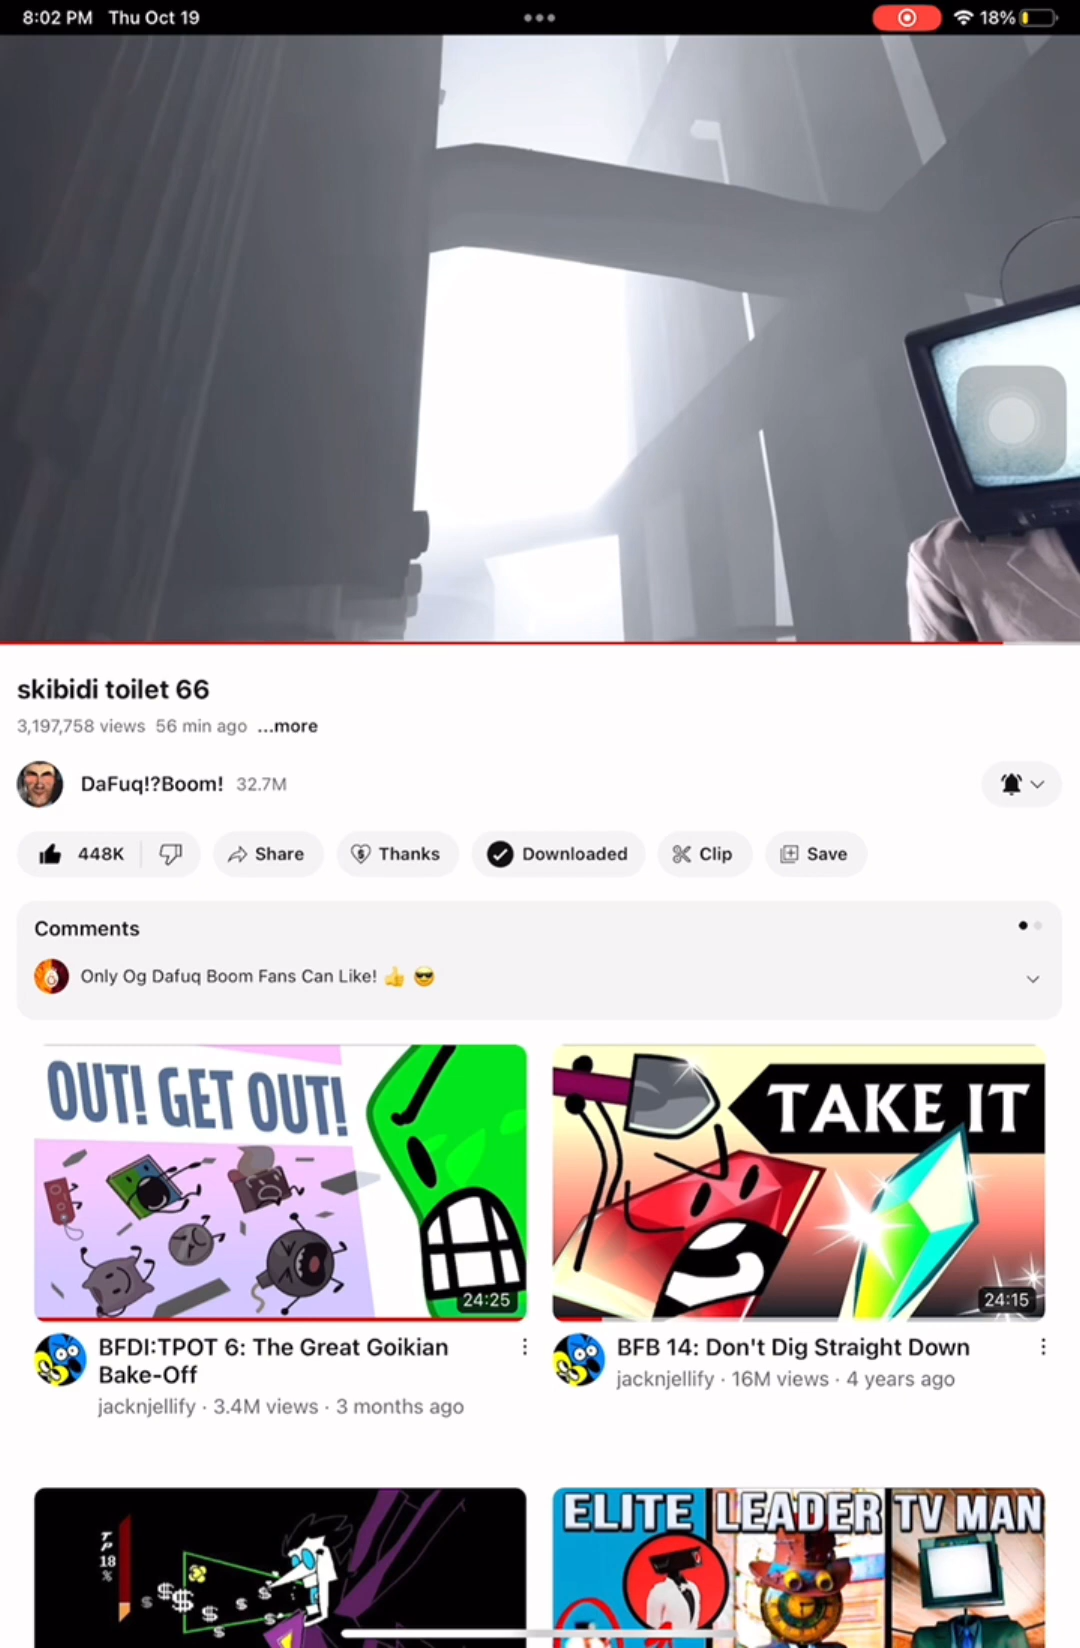 8:02 PM Thu Oct 19
18%
skibidi toilet 66
3,197,758 views 56 min ago ...more
DaFuq!?Boom! 32.7M
448K Share Thanks Downloaded Clip Save
Comments
Only Og Dafuq Boom Fans Can Like! 👍 😎
OUT! GET OUT!
24:25
TAKE IT
24:15
BFDI:TPOT 6: The Great Goikian
Bake-Off
jacknjellify · 3.4M views · 3 months ago
BFB 14: Don't Dig Straight Down
jacknjellify · 16M views · 4 years ago
TP
18
%
$ $ $ $ $ $ $ $
ELITE LEADER TV MAN